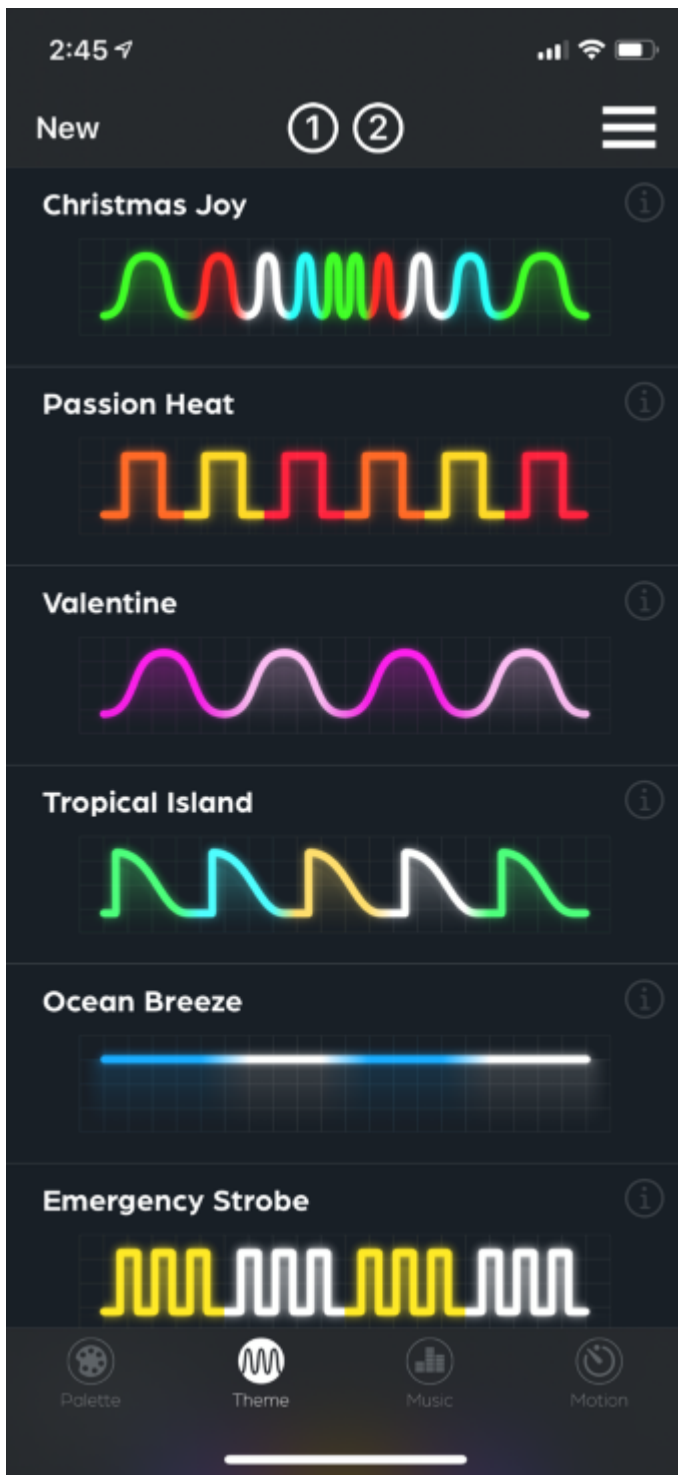 2:45
New 1 2
Christmas Joy
Passion Heat
Valentine
Tropical Island
Ocean Breeze
Emergency Strobe
Palette Theme Music Motion